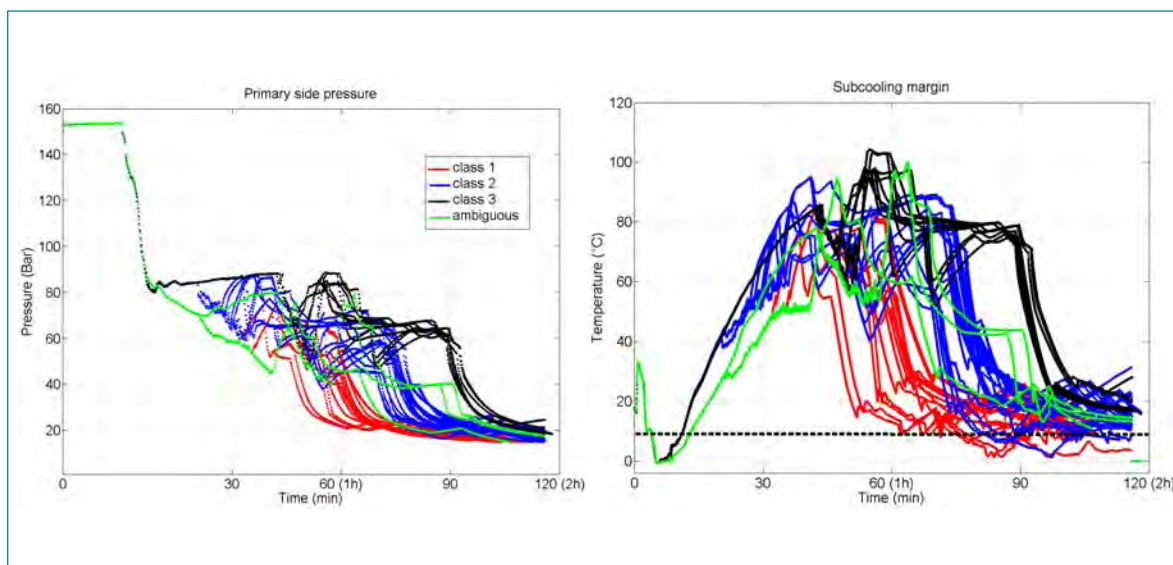 Primary side pressure
160
140
120
100
80
60
40
20
Pressure (Bar)
class 1
class 2
class 3
ambiguous
0
30
60 (1h)
90
120 (2h)
Time (min)
Subcooling margin
120
100
80
60
40
20
0
Temperature (°C)
0
30
60 (1h)
90
120 (2h)
Time (min)